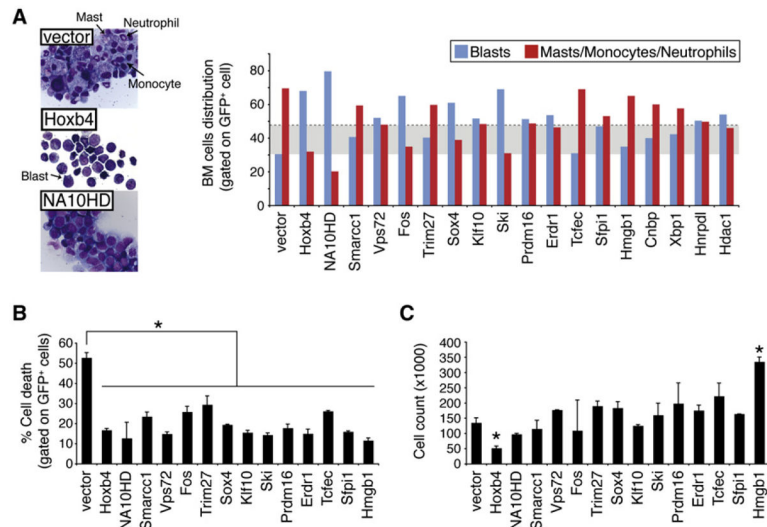 A
Mast
Neutrophil
vector
Monocyte
Hoxb4
Blast
NA10HD
Blasts
Masts/Monocytes/Neutrophils
BM cells distribution
(gated on GFP+ cell)
80
60
40
20
0
vector
Hoxb4
NA10HD
Smarcc1
Vps72
Fos
Trim27
Sox4
Klf10
Ski
Prdm16
Erdr1
Tcfec
Sfpi1
Hmgb1
Cnbp
Xbp1
Hnrpdl
Hdac1
B
% Cell death
(gated on GFP+ cells)
60
50
40
30
20
10
0
*
vector
Hoxb4
NA10HD
Smarcc1
Vps72
Fos
Trim27
Sox4
Klf10
Ski
Prdm16
Erdr1
Tcfec
Sfpi1
Hmgb1
C
Cell count (x1000)
400
350
300
250
200
150
100
50
0
*
*
vector
Hoxb4
NA10HD
Smarcc1
Vps72
Fos
Trim27
Sox4
Klf10
Ski
Prdm16
Erdr1
Tcfec
Sfpi1
Hmgb1